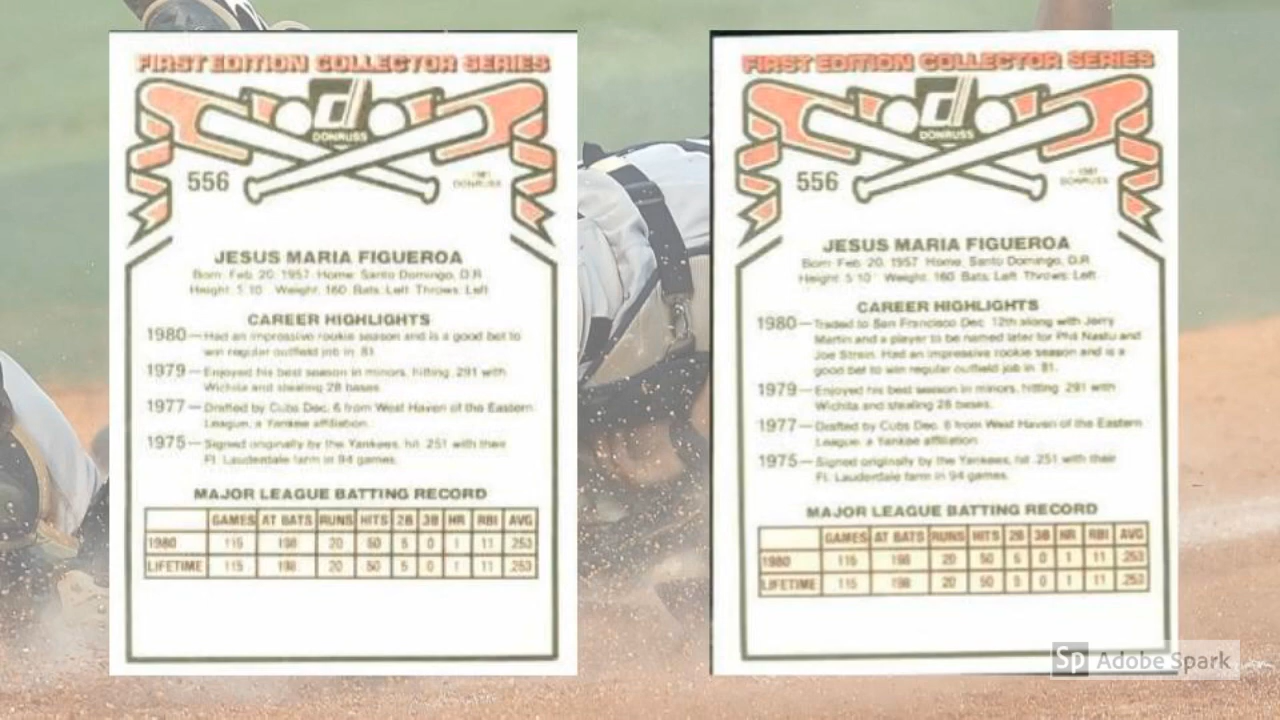 FIRST EDITION COLLECTOR SERIES
d
DONRUSS
556
© 1981
DONRUSS
JESUS MARIA FIGUEROA
Born: Feb. 20, 1957 Home: Santo Domingo, D.R.
Height: 5'10" Weight: 160 Bats: Left Throws: Left
CAREER HIGHLIGHTS
1980—Had an impressive rookie season and is a good bet to
win regular outfield job in '81.
1979—Enjoyed his best season in minors, hitting .291 with
Wichita and stealing 28 bases.
1977—Drafted by Cubs Dec. 6 from West Haven of the Eastern
League, a Yankee affiliation.
1975—Signed originally by the Yankees, hit .251 with their
Ft. Lauderdale farm in 94 games.
MAJOR LEAGUE BATTING RECORD
GAMES AT BATS RUNS HITS 2B 3B HR RBI AVG
1980 115 198 20 50 5 0 1 11 .253
LIFETIME 115 198 20 50 5 0 1 11 .253
FIRST EDITION COLLECTOR SERIES
d
DONRUSS
556
© 1981
DONRUSS
JESUS MARIA FIGUEROA
Born: Feb. 20, 1957 Home: Santo Domingo, D.R.
Height: 5'10" Weight: 160 Bats: Left Throws: Left
CAREER HIGHLIGHTS
1980—Traded to San Francisco Dec. 12th along with Jerry
Martin and a player to be named later for Phil Nastu and
Joe Strain. Had an impressive rookie season and is a
good bet to win regular outfield job in '81.
1979—Enjoyed his best season in minors, hitting .291 with
Wichita and stealing 28 bases.
1977—Drafted by Cubs Dec. 6 from West Haven of the Eastern
League, a Yankee affiliation.
1975—Signed originally by the Yankees, hit .251 with their
Ft. Lauderdale farm in 94 games.
MAJOR LEAGUE BATTING RECORD
GAMES AT BATS RUNS HITS 2B 3B HR RBI AVG
1980 115 198 20 50 5 0 1 11 .253
LIFETIME 115 198 20 50 5 0 1 11 .253
Sp Adobe Spark